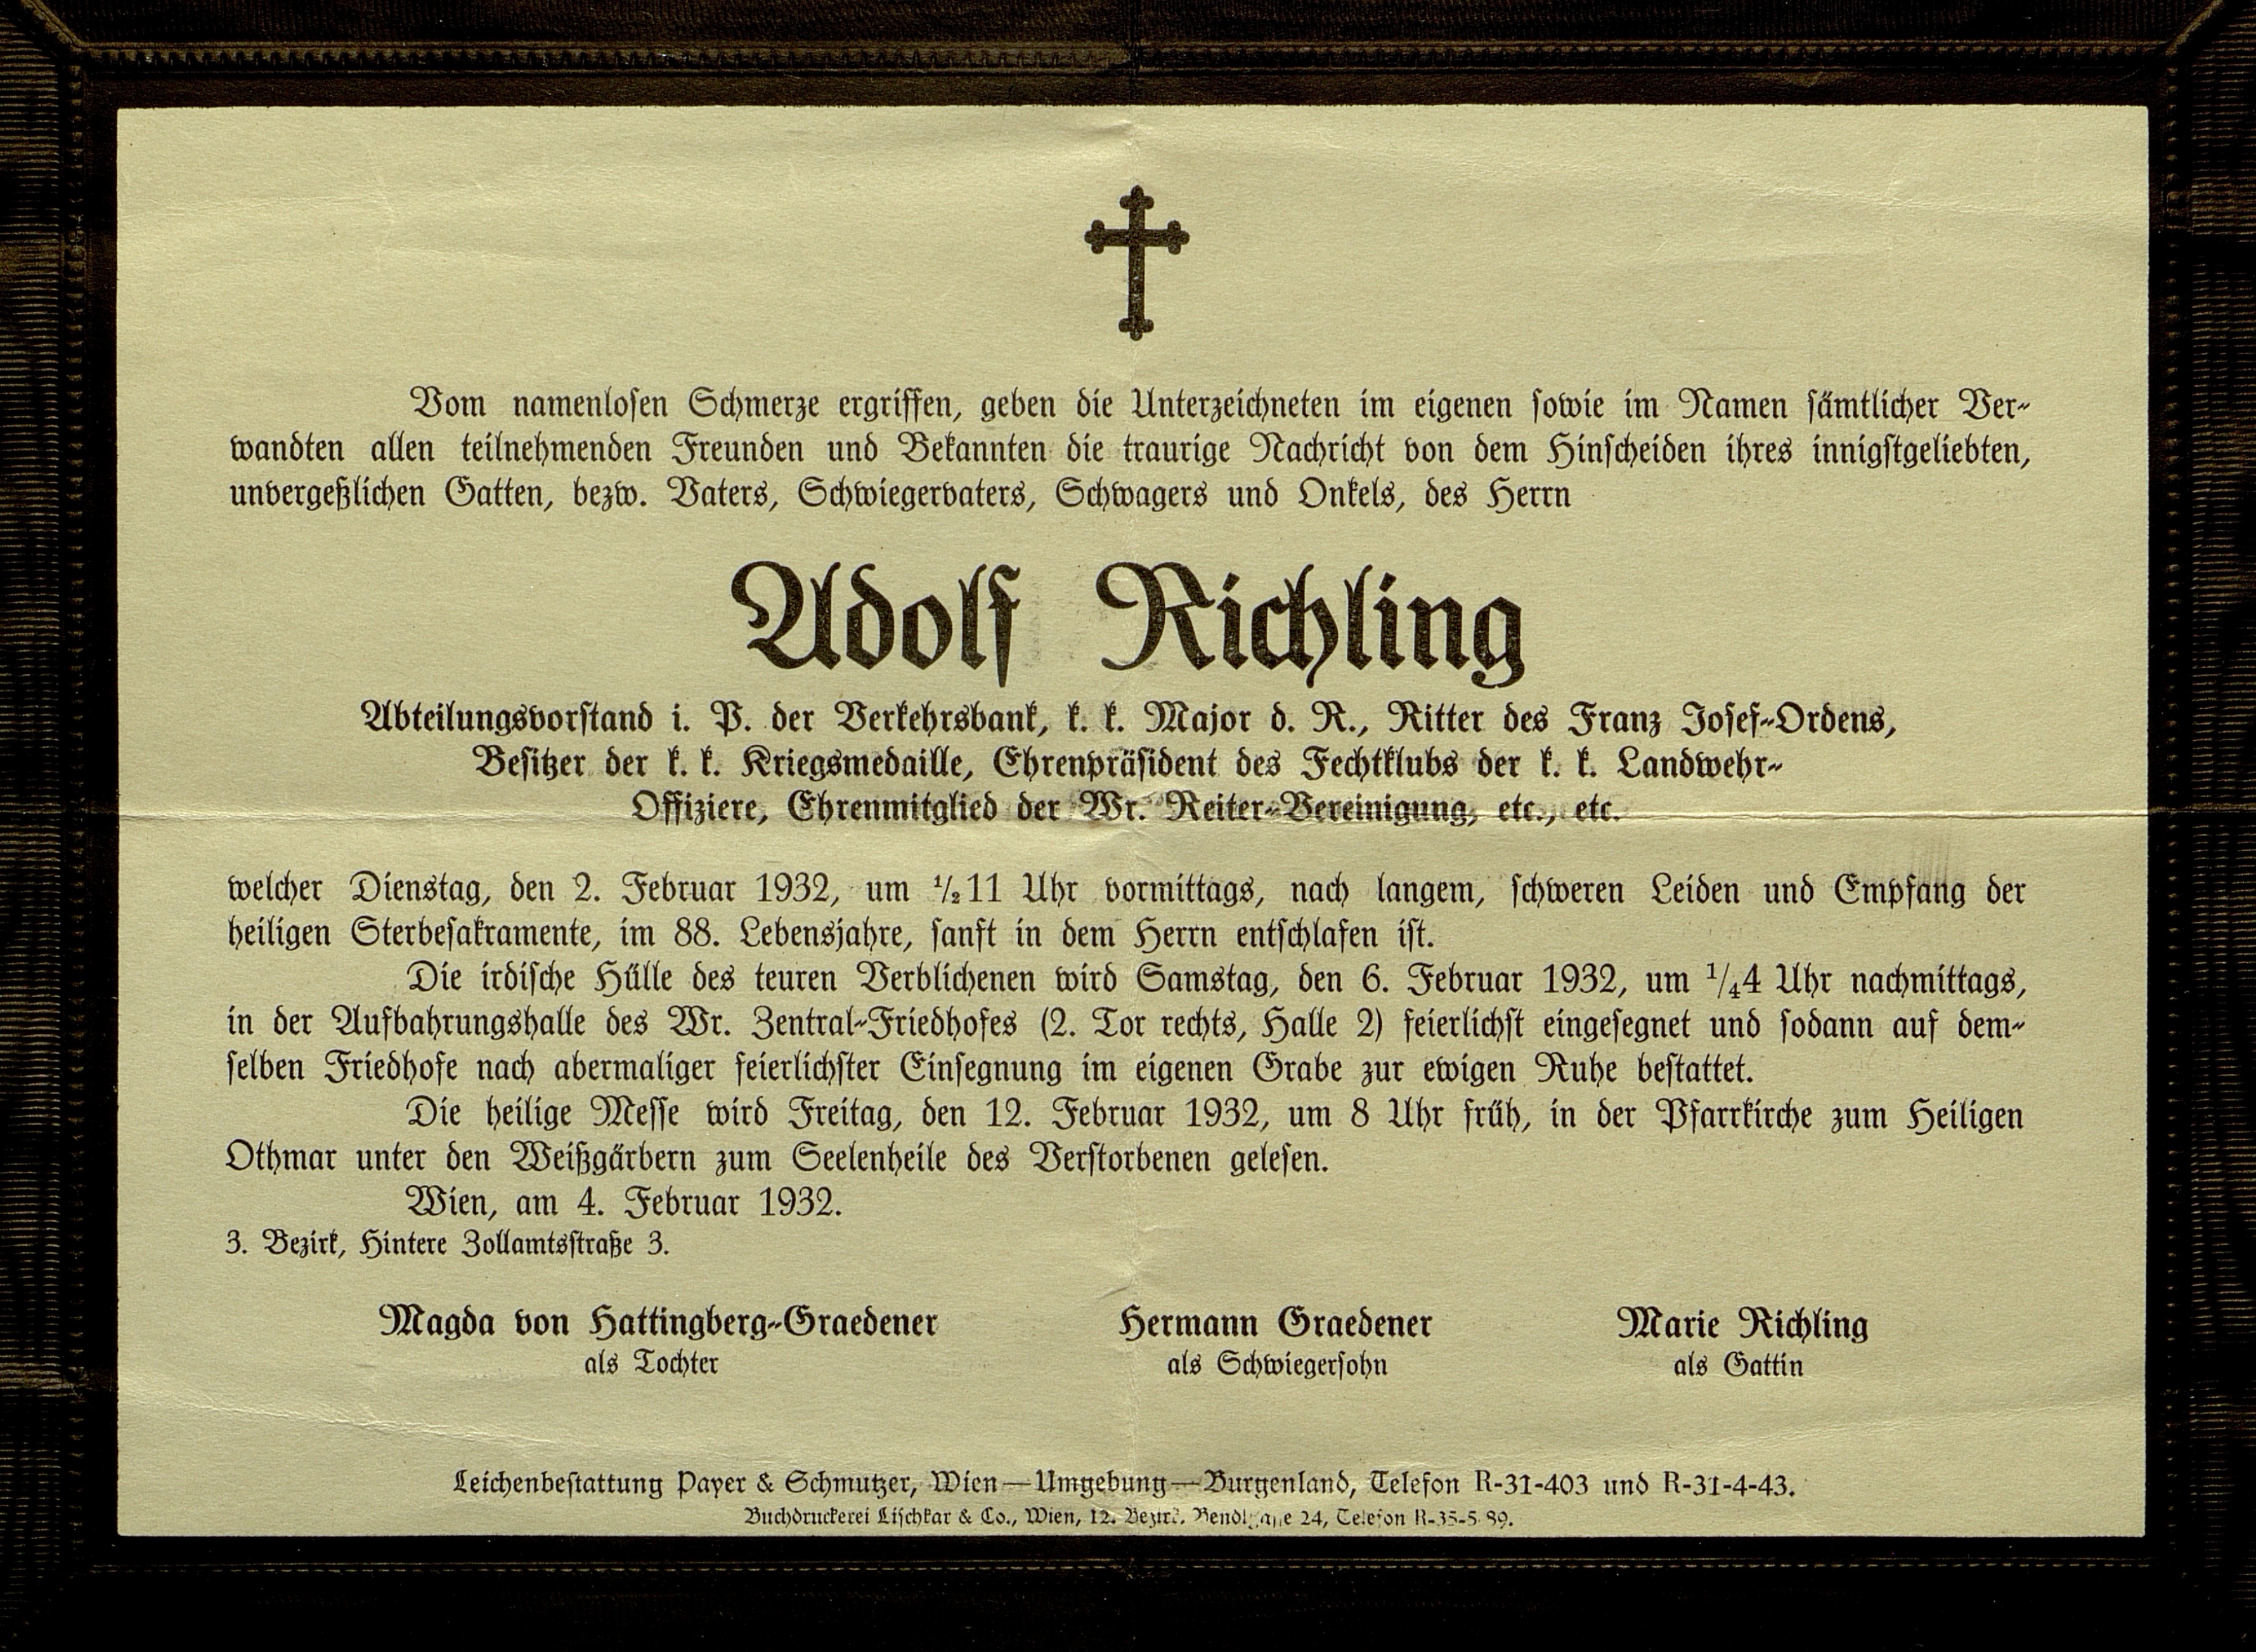 Vom namenlosen Schmerze ergriffen, geben die Unterzeichneten im eigenen sowie im Namen sämtlicher Ver-
wandten allen teilnehmenden Freunden und Bekannten die traurige Nachricht von dem Hinscheiden ihres innigstgeliebten,
unvergeßlichen Gatten, bezw. Vaters, Schwiegervaters, Schwagers und Onkels, des Herrn
Adolf Richling
Abteilungsvorstand i. P. der Verkehrsbank, k. k. Major d. R., Ritter des Franz Josef-Ordens,
Besitzer der k. k. Kriegsmedaille, Ehrenpräsident des Fechtklubs der k. k. Landwehr-
Offiziere, Ehrenmitglied der Wr. Reiter-Vereinigung, etc., etc.
welcher Dienstag, den 2. Februar 1932, um ½11 Uhr vormittags, nach langem, schweren Leiden und Empfang der
heiligen Sterbesakramente, im 88. Lebensjahre, sanft in dem Herrn entschlafen ist.
Die irdische Hülle des teuren Verblichenen wird Samstag, den 6. Februar 1932, um ¼4 Uhr nachmittags,
in der Aufbahrungshalle des Wr. Zentral-Friedhofes (2. Tor rechts, Halle 2) feierlichst eingesegnet und sodann auf dem-
selben Friedhofe nach abermaliger feierlichster Einsegnung im eigenen Grabe zur ewigen Ruhe bestattet.
Die heilige Messe wird Freitag, den 12. Februar 1932, um 8 Uhr früh, in der Pfarrkirche zum Heiligen
Othmar unter den Weißgärbern zum Seelenheile des Verstorbenen gelesen.
Wien, am 4. Februar 1932.
3. Bezirk, Hintere Zollamtsstraße 3.
Magda von Hattingberg-Graedener Hermann Graedener Marie Richling
als Tochter als Schwiegersohn als Gattin
Leichenbestattung Payer & Schmutzer, Wien—Umgebung—Burgenland, Telefon R-31-403 und R-31-4-43.
Buchdruckerei Lischkar & Co., Wien, 12. Bezirk, 24, Telefon